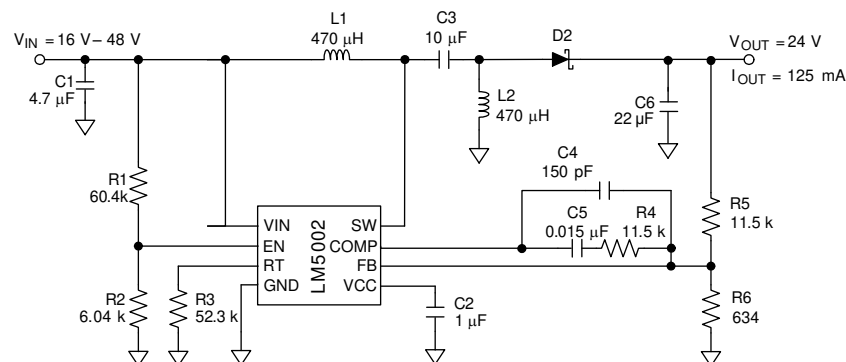 L1
470 µH
C3
10 µF
D2
V_IN = 16 V – 48 V
V_OUT = 24 V
I_OUT = 125 mA
C1
4.7 µF
L2
470 µH
C6
22 µF
C4
150 pF
R1
60.4k
C5
0.015 µF
R4
11.5 k
R5
11.5 k
VIN
SW
EN
COMP
RT
FB
GND
VCC
LM5002
R2
6.04 k
R3
52.3 k
C2
1 µF
R6
634